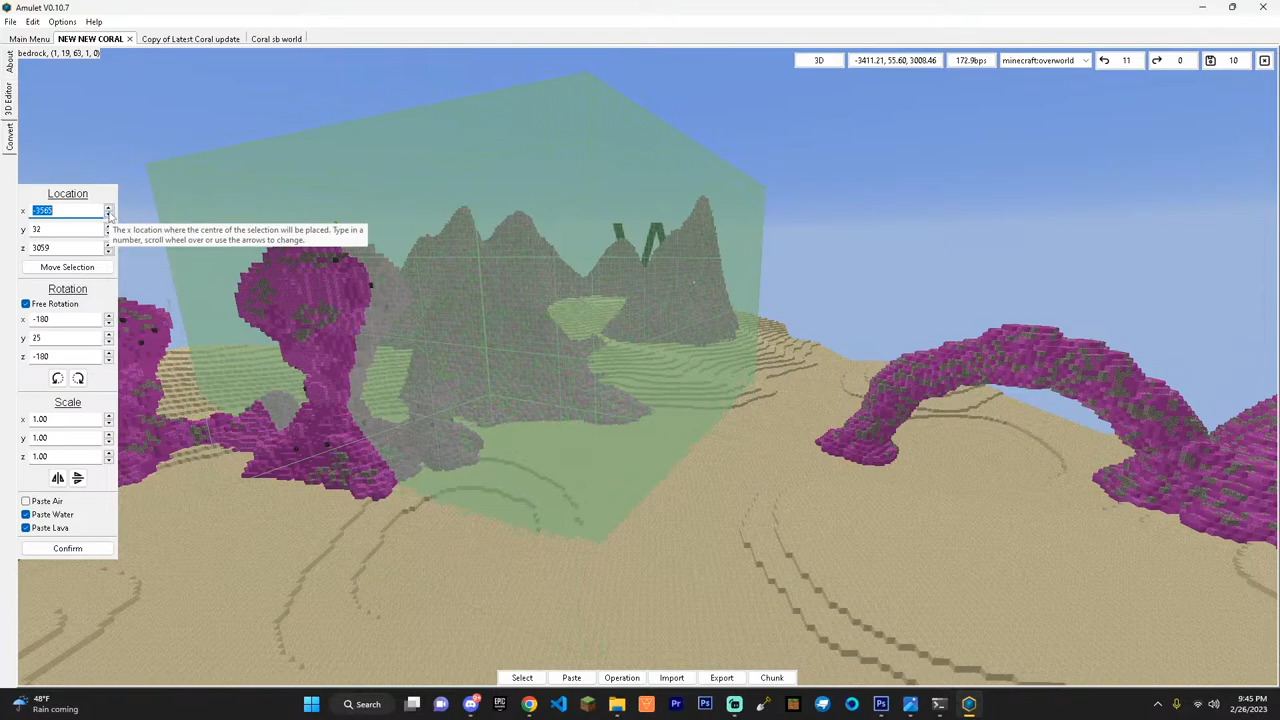 Amulet V0.10.7
File Edit Options Help
Main Menu NEW NEW CORAL Copy of Latest Coral update Coral sb world
bedrock, (1, 19, 63, 1, 0)
3D -3411.21, 55.60, 3008.46 172.9bps minecraft:overworld 11 0 10
About
3D Editor
Convert
Location
x -3565
The x location where the centre of the selection will be placed. Type in a
number, scroll wheel over or use the arrows to change.
y 32
z 3059
Move Selection
Rotation
Free Rotation
x -180
y 25
z -180
Scale
x 1.00
y 1.00
z 1.00
Paste Air
Paste Water
Paste Lava
Confirm
Select Paste Operation Import Export Chunk
48°F
Rain coming
Search
9:45 PM
2/26/2023